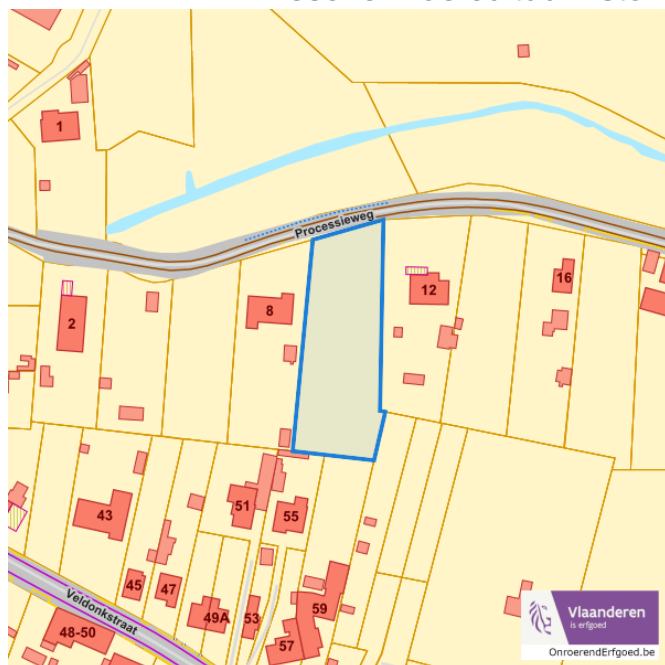 1
Processieweg
16
12
8
2
51
55
43
45
47
49A
53
59
57
Veldonkstraat
48-50
Vlaanderen
is erfgoed
OnroerendErfgoed.be